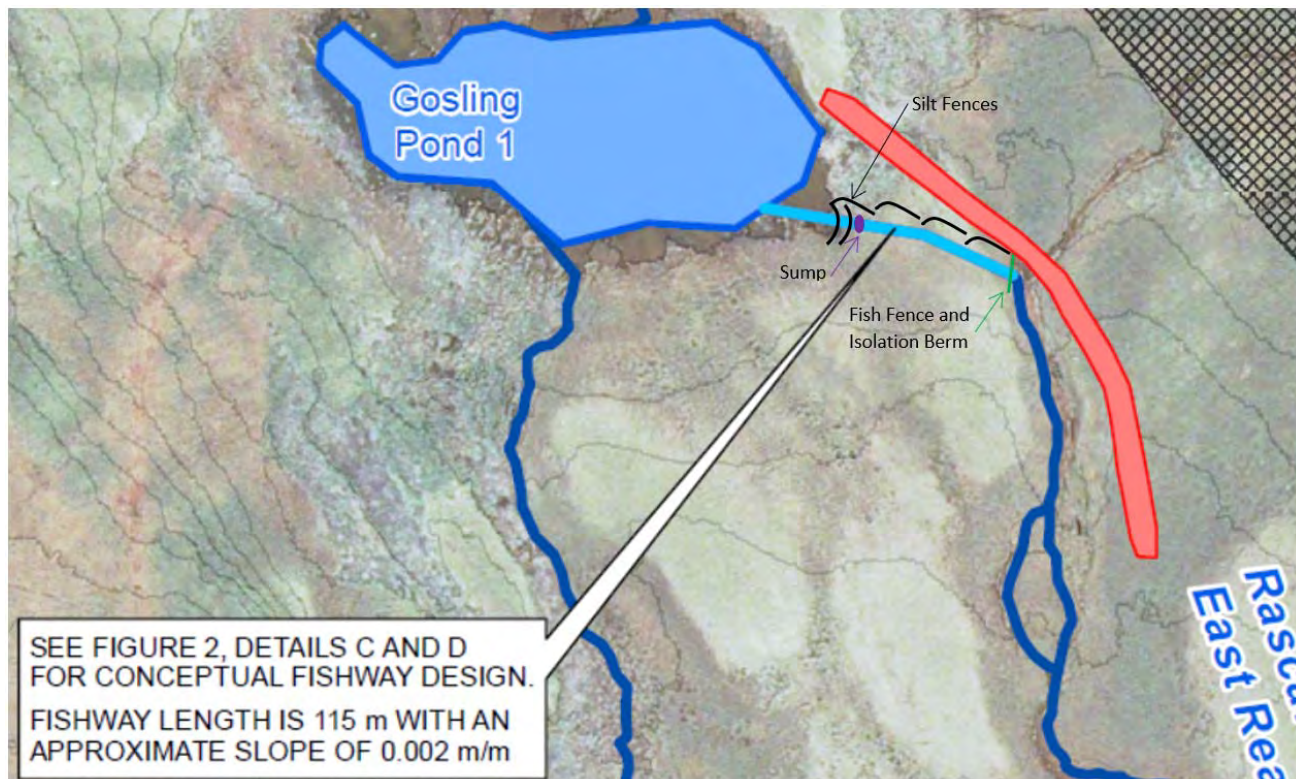 Gosling
Pond 1
Silt Fences
Sump
Fish Fence and
Isolation Berm
SEE FIGURE 2, DETAILS C AND D
FOR CONCEPTUAL FISHWAY DESIGN.
FISHWAY LENGTH IS 115 m WITH AN
APPROXIMATE SLOPE OF 0.002 m/m
East